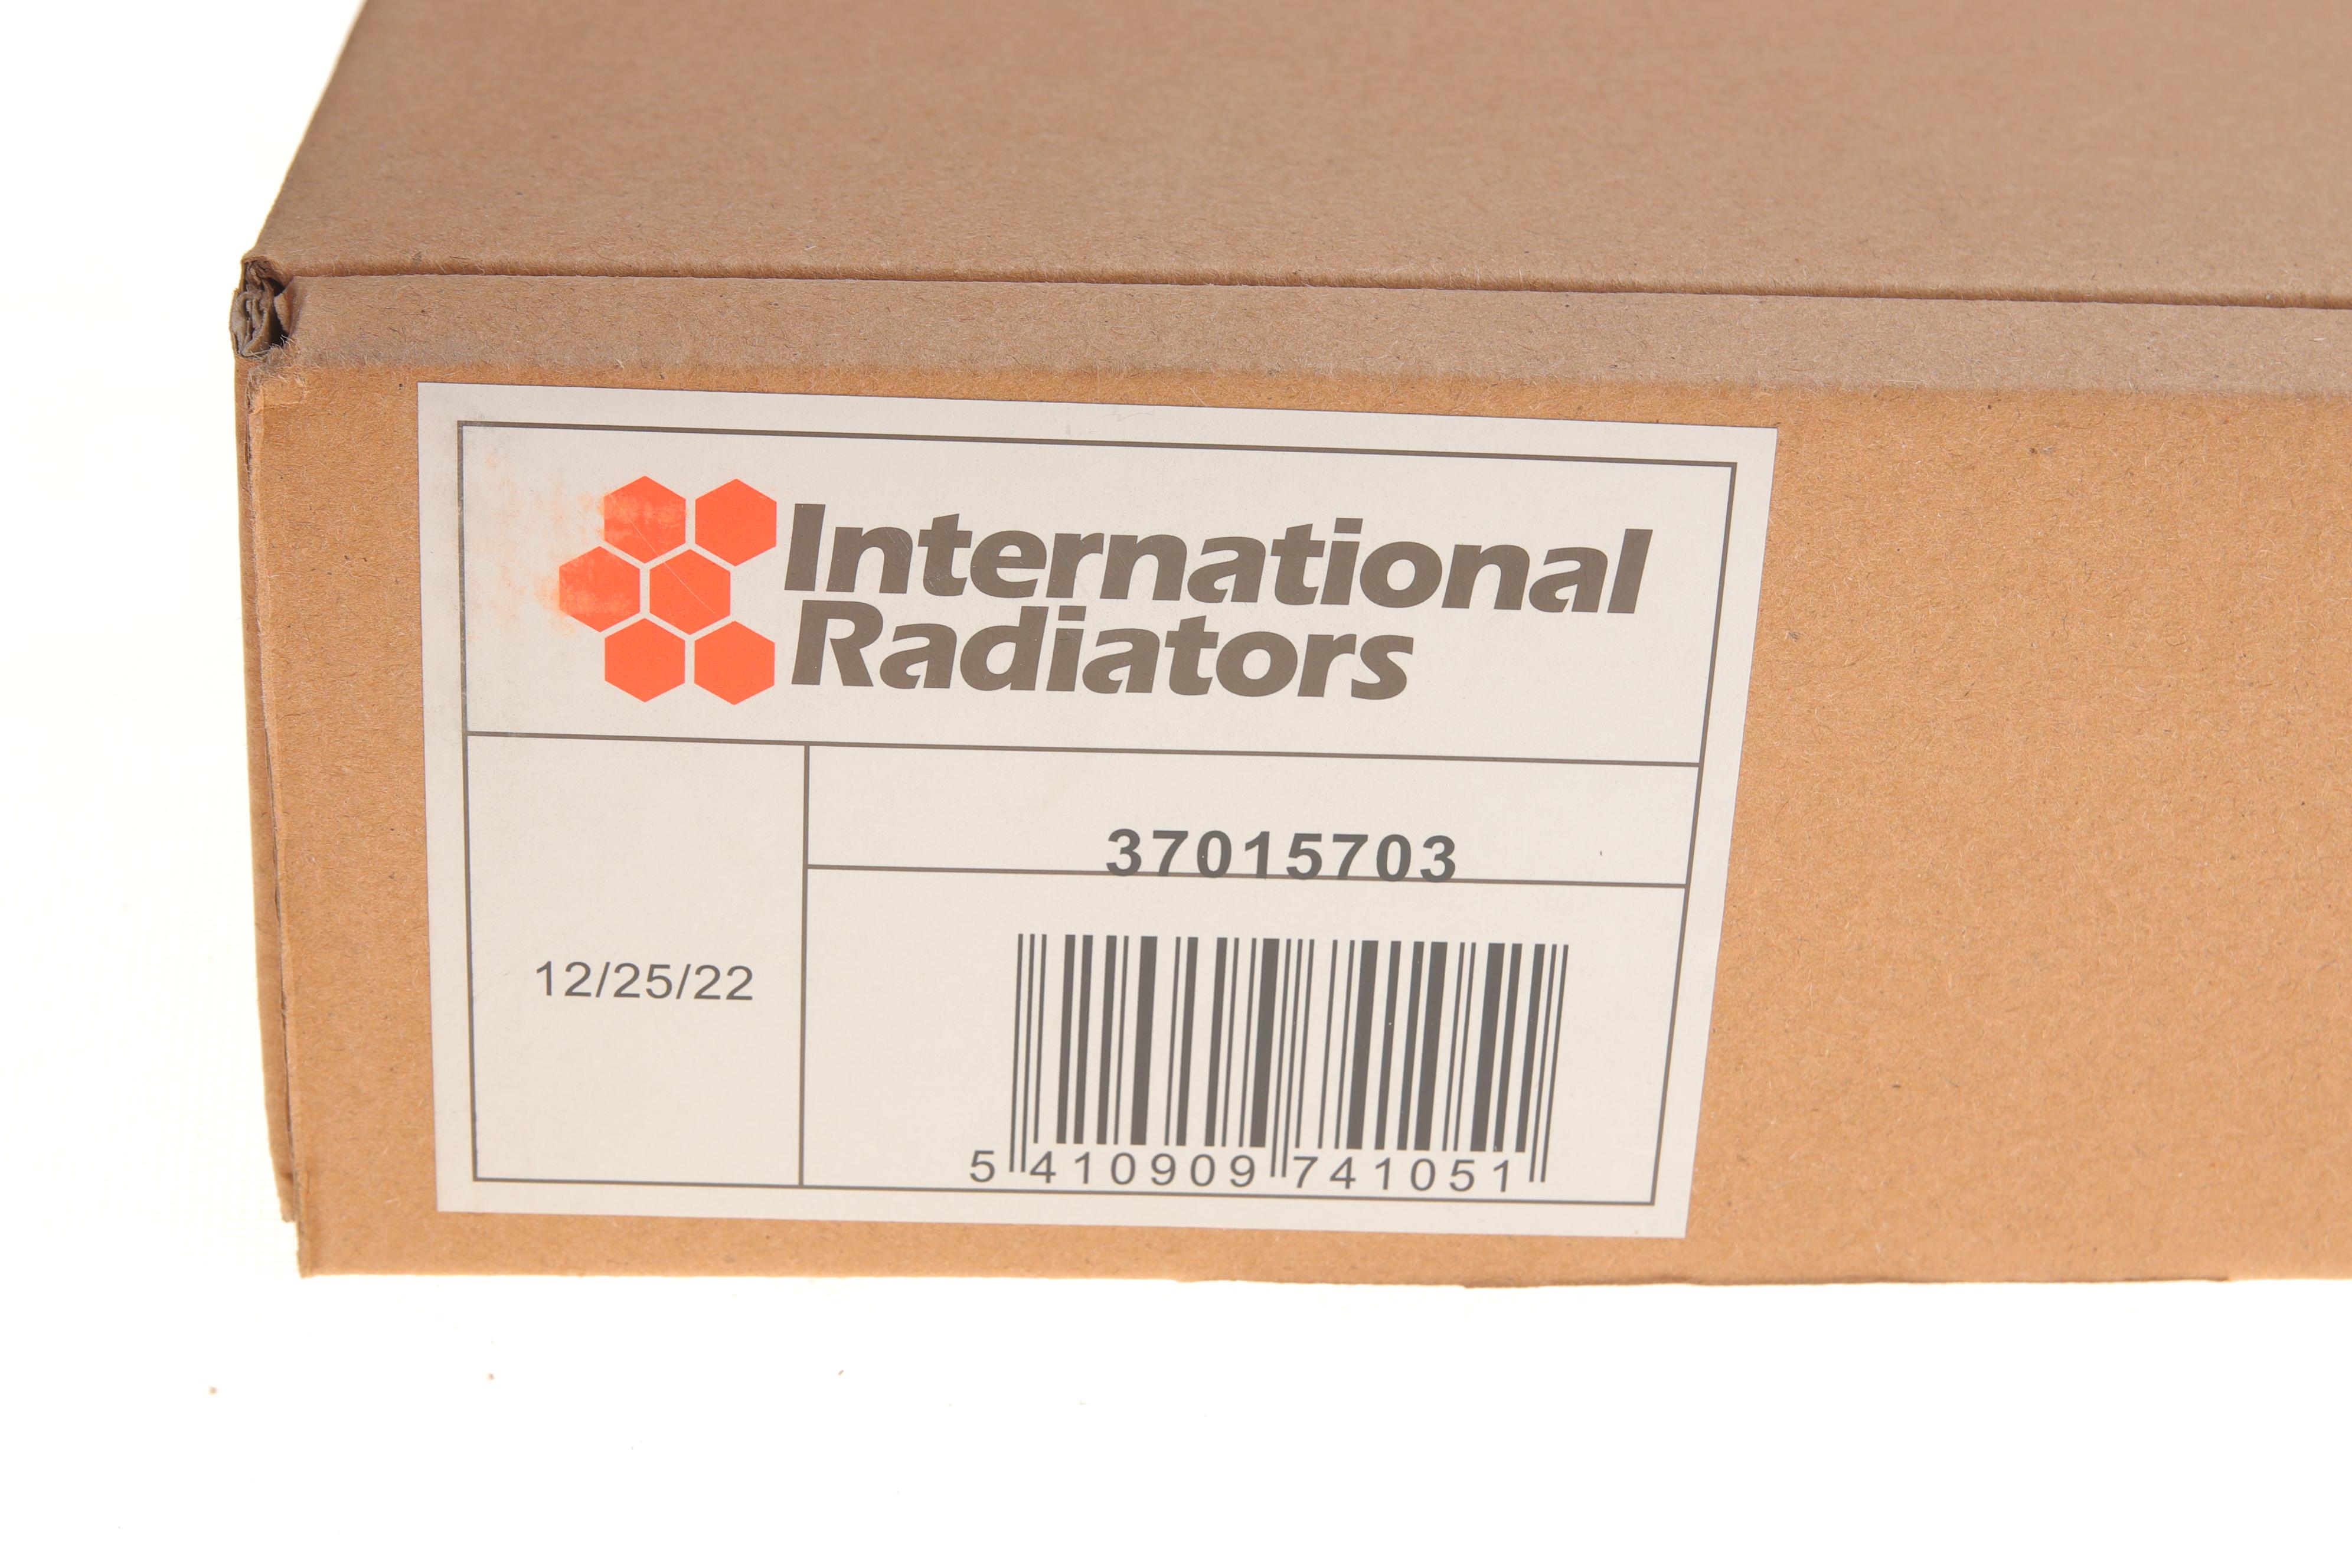 International
Radiators
37015703
12/25/22
5 410909 741051